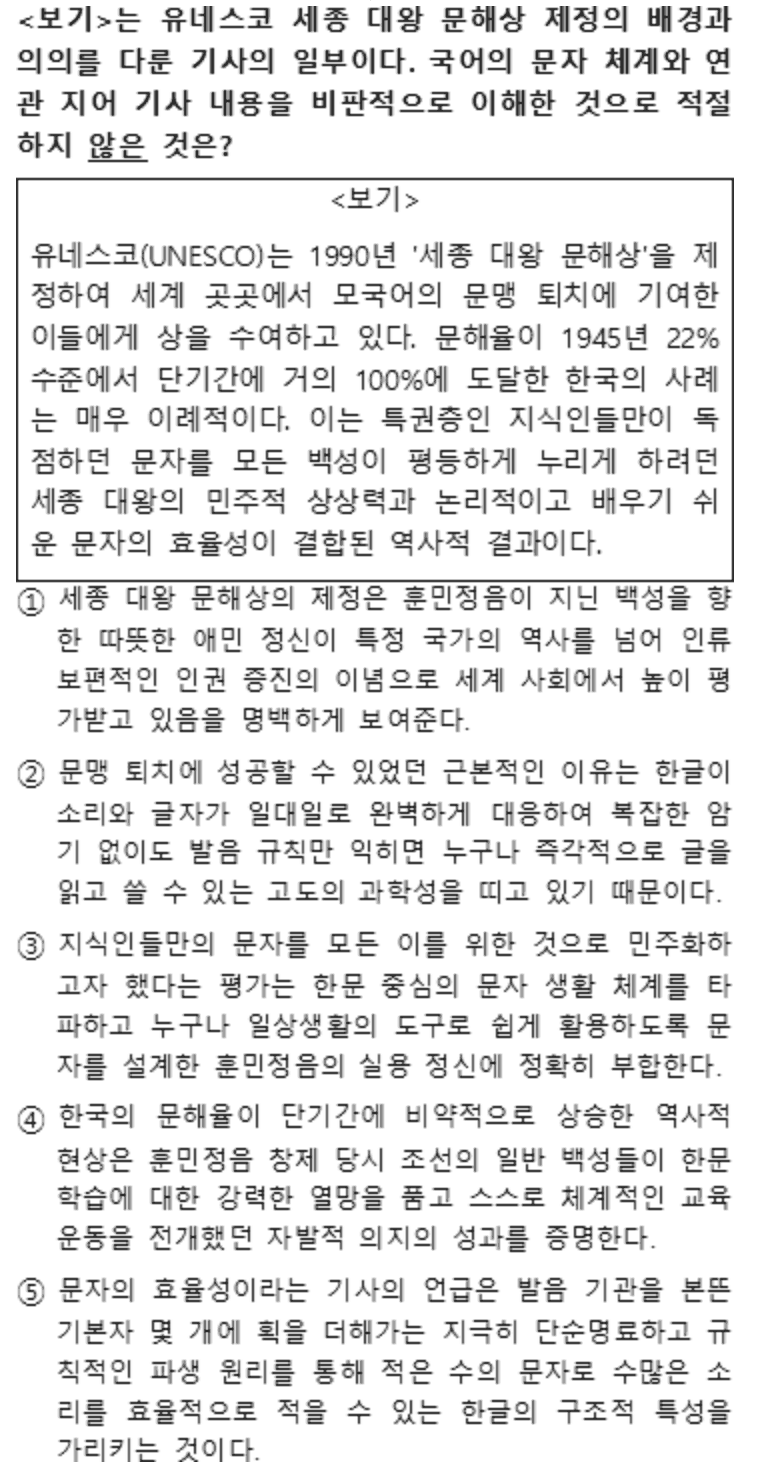 <보기>는 유네스코 세종 대왕 문해상 제정의 배경과
의의를 다룬 기사의 일부이다. 국어의 문자 체계와 연
관 지어 기사 내용을 비판적으로 이해한 것으로 적절
하지 않은 것은?
<보기>
유네스코(UNESCO)는 1990년 '세종 대왕 문해상'을 제
정하여 세계 곳곳에서 모국어의 문맹 퇴치에 기여한
이들에게 상을 수여하고 있다. 문해율이 1945년 22%
수준에서 단기간에 거의 100%에 도달한 한국의 사례
는 매우 이례적이다. 이는 특권층인 지식인들만이 독
점하던 문자를 모든 백성이 평등하게 누리게 하려던
세종 대왕의 민주적 상상력과 논리적이고 배우기 쉬
운 문자의 효율성이 결합된 역사적 결과이다.
① 세종 대왕 문해상의 제정은 훈민정음이 지닌 백성을 향
한 따뜻한 애민 정신이 특정 국가의 역사를 넘어 인류
보편적인 인권 증진의 이념으로 세계 사회에서 높이 평
가받고 있음을 명백하게 보여준다.
② 문맹 퇴치에 성공할 수 있었던 근본적인 이유는 한글이
소리와 글자가 일대일로 완벽하게 대응하여 복잡한 암
기 없이도 발음 규칙만 익히면 누구나 즉각적으로 글을
읽고 쓸 수 있는 고도의 과학성을 띠고 있기 때문이다.
③ 지식인들만의 문자를 모든 이를 위한 것으로 민주화하
고자 했다는 평가는 한문 중심의 문자 생활 체계를 타
파하고 누구나 일상생활의 도구로 쉽게 활용하도록 문
자를 설계한 훈민정음의 실용 정신에 정확히 부합한다.
④ 한국의 문해율이 단기간에 비약적으로 상승한 역사적
현상은 훈민정음 창제 당시 조선의 일반 백성들이 한문
학습에 대한 강력한 열망을 품고 스스로 체계적인 교육
운동을 전개했던 자발적 의지의 성과를 증명한다.
⑤ 문자의 효율성이라는 기사의 언급은 발음 기관을 본뜬
기본자 몇 개에 획을 더해가는 지극히 단순명료하고 규
칙적인 파생 원리를 통해 적은 수의 문자로 수많은 소
리를 효율적으로 적을 수 있는 한글의 구조적 특성을
가리키는 것이다.